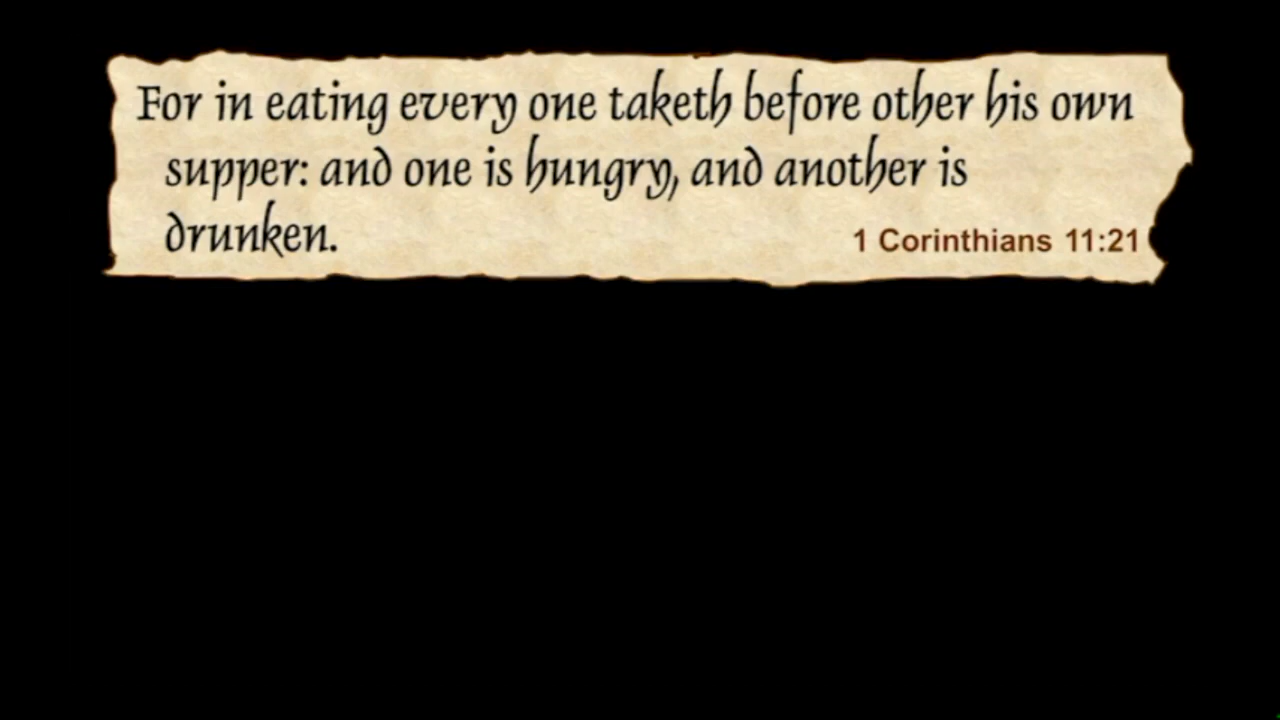 For in eating every one taketh before other his own
supper: and one is hungry, and another is
drunken.
1 Corinthians 11:21